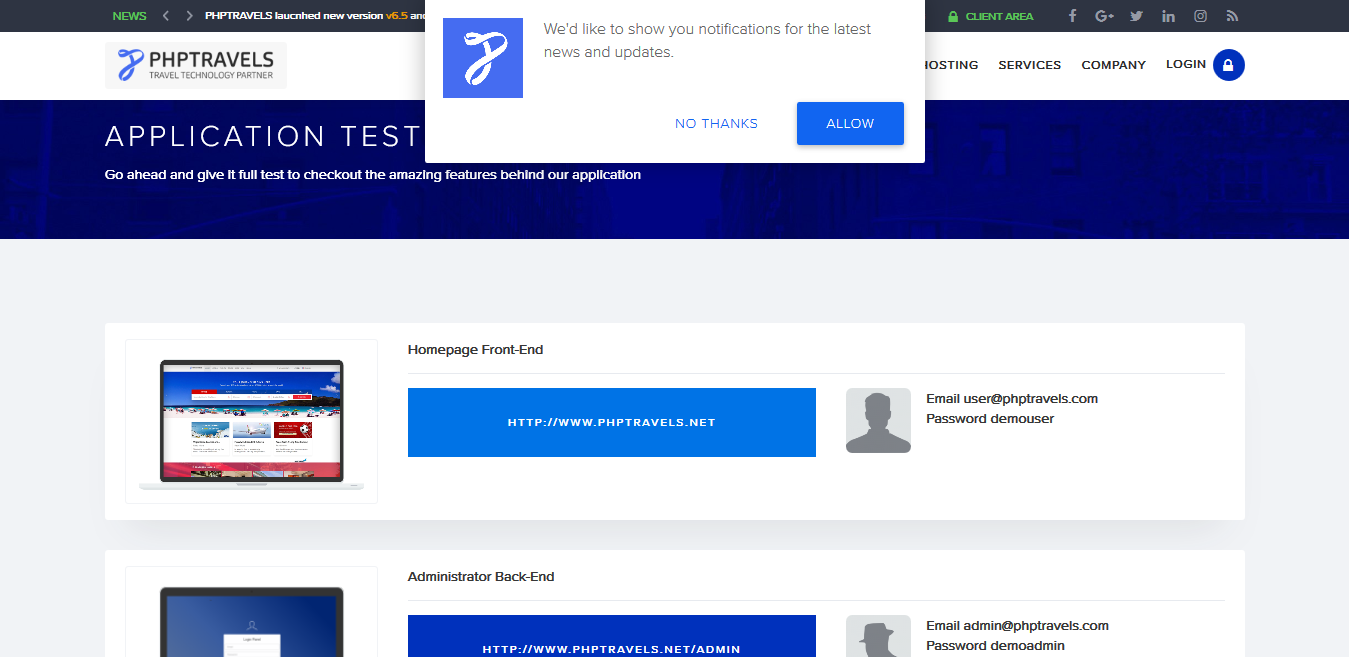 NEWS
PHPTRAVELS laucnhed new version v6.5 and
CLIENT AREA
PHPTRAVELS
TRAVEL TECHNOLOGY PARTNER
We'd like to show you notifications for the latest
news and updates.
NO THANKS
ALLOW
HOSTING
SERVICES
COMPANY
LOGIN
APPLICATION TEST
Go ahead and give it full test to checkout the amazing features behind our application
Homepage Front-End
HTTP://WWW.PHPTRAVELS.NET
Email user@phptravels.com
Password demouser
Administrator Back-End
HTTP://WWW.PHPTRAVELS.NET/ADMIN
Email admin@phptravels.com
Password demoadmin